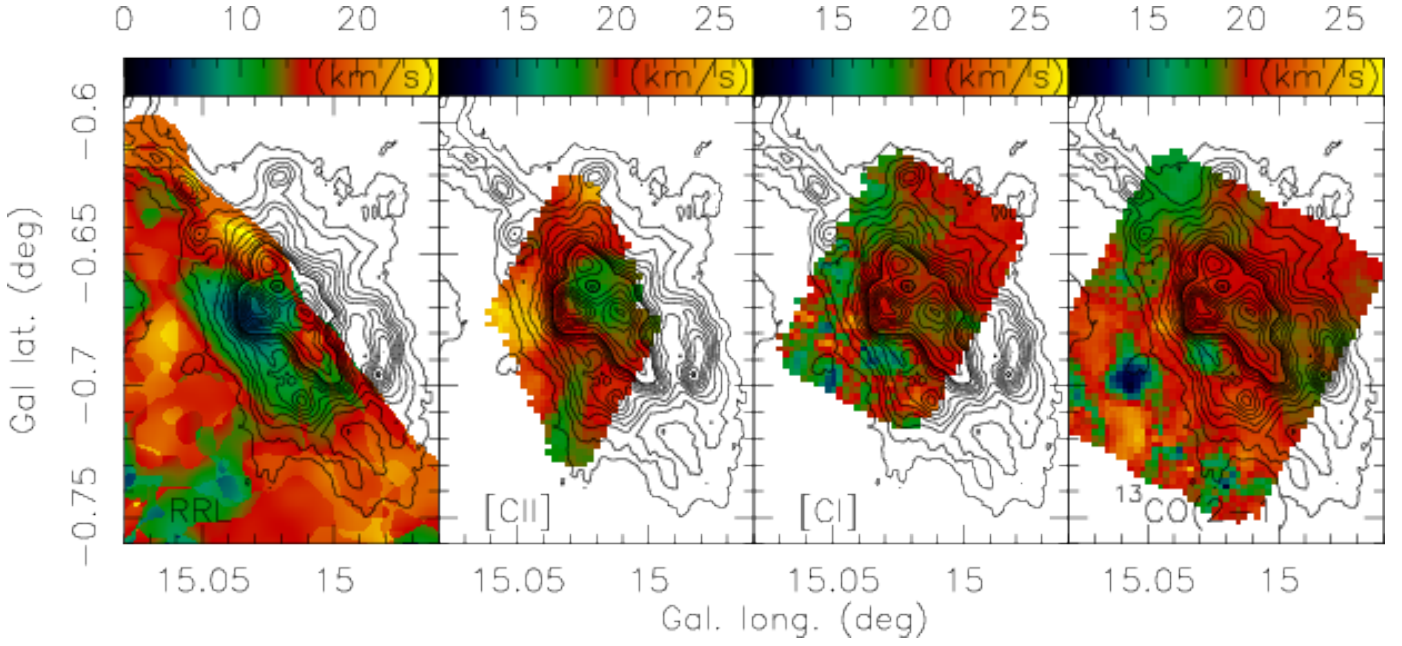 0 10 20 15 20 25 15 20 25 15 20 25
(km/s) (km/s) (km/s) (km/s)
−0.6
−0.65
−0.7
−0.75
Gal lat. (deg)
RRL [CII] [CI] ¹³CO(2−1)
15.05 15 15.05 15 15.05 15 15.05 15
Gal. long. (deg)